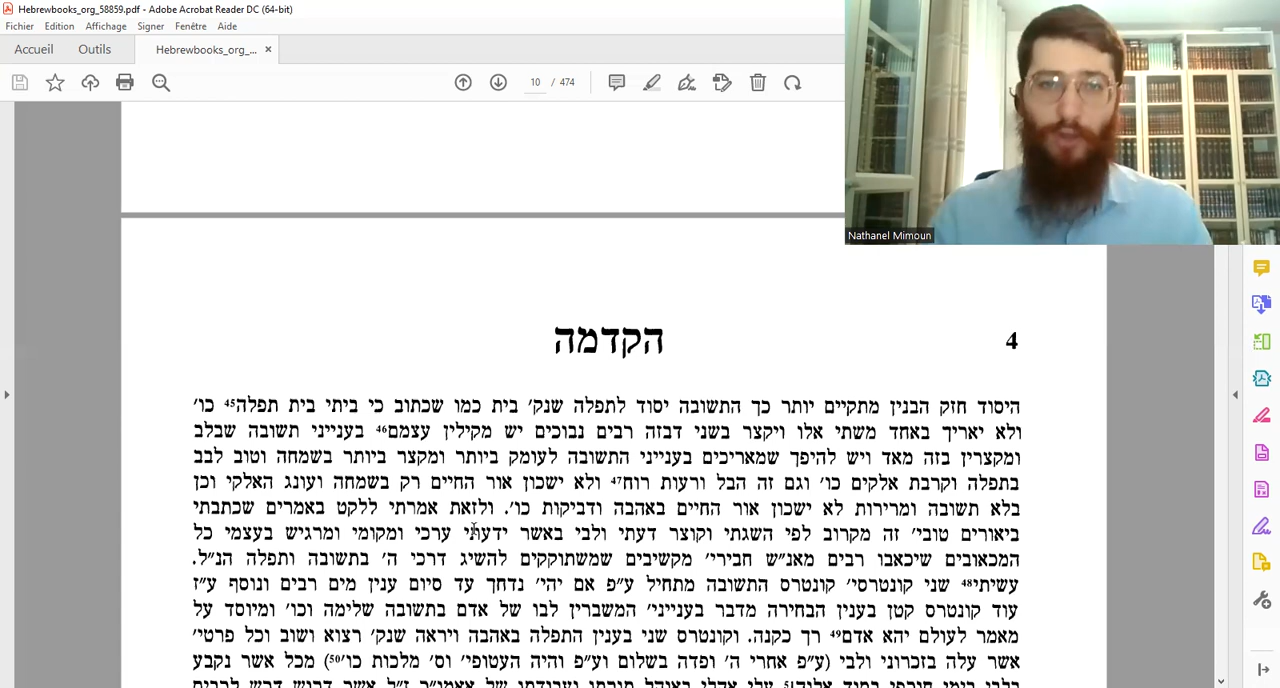 Hebrewbooks_org_58859.pdf - Adobe Acrobat Reader DC (64-bit)
Fichier Edition Affichage Signer Fenêtre Aide
Accueil Outils Hebrewbooks_org_... ×
10 / 474
Nathanel Mimoun
הקדמה 4
היסוד חזק הבנין מתקיים יותר כך התשובה יסוד לתפלה שנק׳ בית כמו שכתוב כי ביתי בית תפלה⁴⁵ כו׳
ולא יאריך באחד משתי אלו ויקצר בשני דבזה רבים נבוכים יש מקילין עצמם⁴⁶ בענייני תשובה שבלב
ומקצרין בזה מאד ויש להיפך שמאריכים בענייני התשובה לעומק ביותר ומקצר ביותר בשמחה וטוב לבב
בתפלה וקרבת אלקים כו׳ וגם זה הבל ורעות רוח⁴⁷ ולא ישכון אור החיים רק בשמחה ועונג האלקי וכן
בלא תשובה ומרירות לא ישכון אור החיים באהבה ודביקות כו׳. ולזאת אמרתי ללקט באמרים שכתבתי
ביאורים טובי׳ זה מקרוב לפי השגתי וקוצר דעתי ולבי באשר ידעתי ערכי ומקומי ומרגיש בעצמי כל
המכאובים שיכאבו רבים מאנ״ש חבירי׳ מקשיבים שמשתוקקים להשיג דרכי ה׳ בתשובה ותפלה הנ״ל.
עשיתי⁴⁸ שני קונטרסי׳ קונטרס התשובה מתחיל ע״פ אם יהי׳ נדחך עד סיום ענין מים רבים ונוסף ע״ז
עוד קונטרס קטן בענין הבחירה מדבר בענייני׳ המשברין לבו של אדם בתשובה שלימה וכו׳ ומיוסד על
מאמר לעולם יהא אדם⁴⁹ רך כקנה. וקונטרס שני בענין התפלה באהבה ויראה שנק׳ רצוא ושוב וכל פרטי׳
אשר עלה בזכרוני ולבי (ע״פ אחרי ה׳ ופדה בשלום וע״פ והיה העטופי׳ וס׳ מלכות כו׳⁵⁰) מכל אשר נקבע